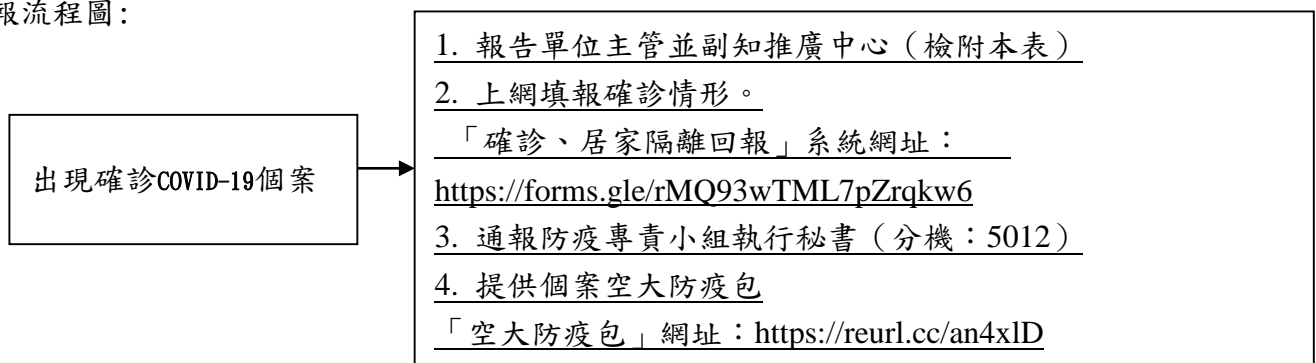 報流程圖:
出現確診COVID-19個案
1. 報告單位主管並副知推廣中心（檢附本表）
2. 上網填報確診情形。
「確診、居家隔離回報」系統網址：
https://forms.gle/rMQ93wTML7pZrqkw6
3. 通報防疫專責小組執行秘書（分機：5012）
4. 提供個案空大防疫包
「空大防疫包」網址：https://reurl.cc/an4xlD